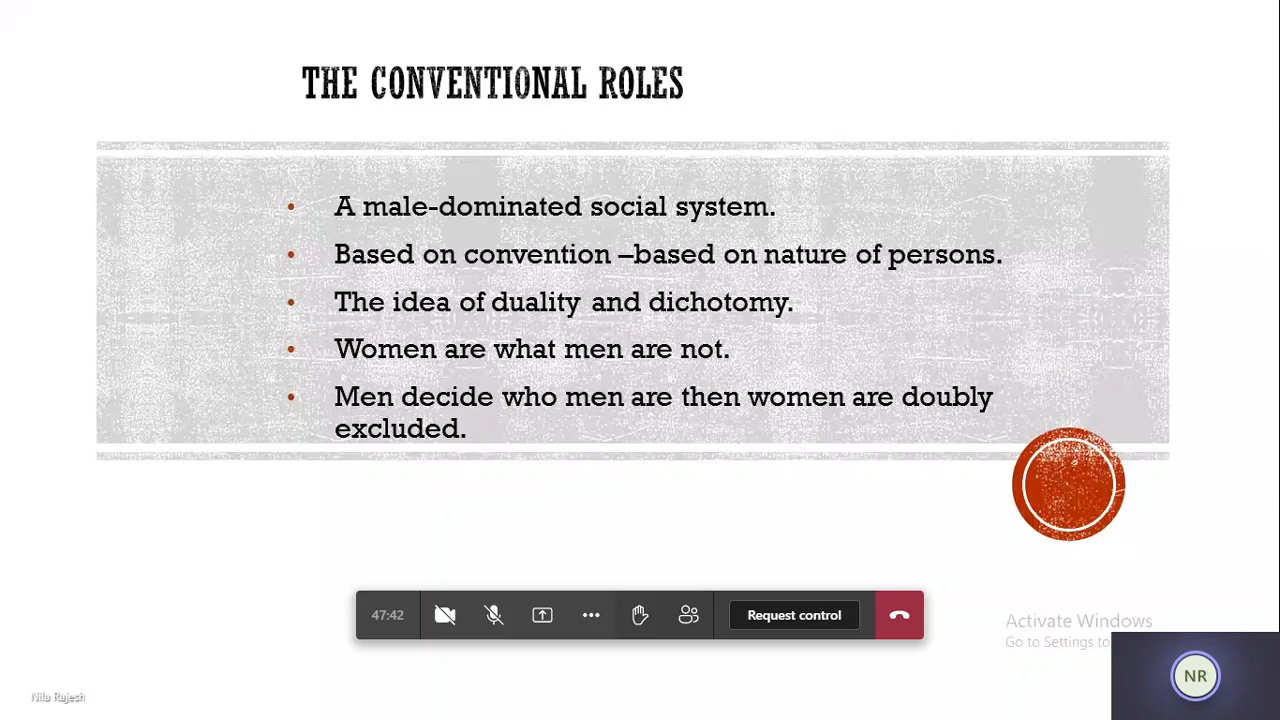 THE CONVENTIONAL ROLES
• A male-dominated social system.
• Based on convention –based on nature of persons.
• The idea of duality and dichotomy.
• Women are what men are not.
• Men decide who men are then women are doubly
excluded.
47:42
Request control
Activate Windows
Go to Settings to
NR
Nila Rajesh